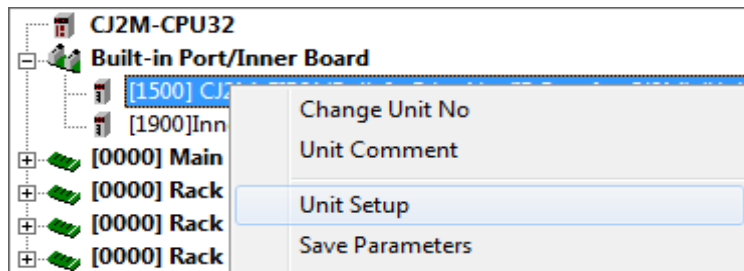 CJ2M-CPU32
Built-in Port/Inner Board
[1500]
[1900]Inn
[0000] Main
[0000] Rack
[0000] Rack
[0000] Rack
Change Unit No
Unit Comment
Unit Setup
Save Parameters